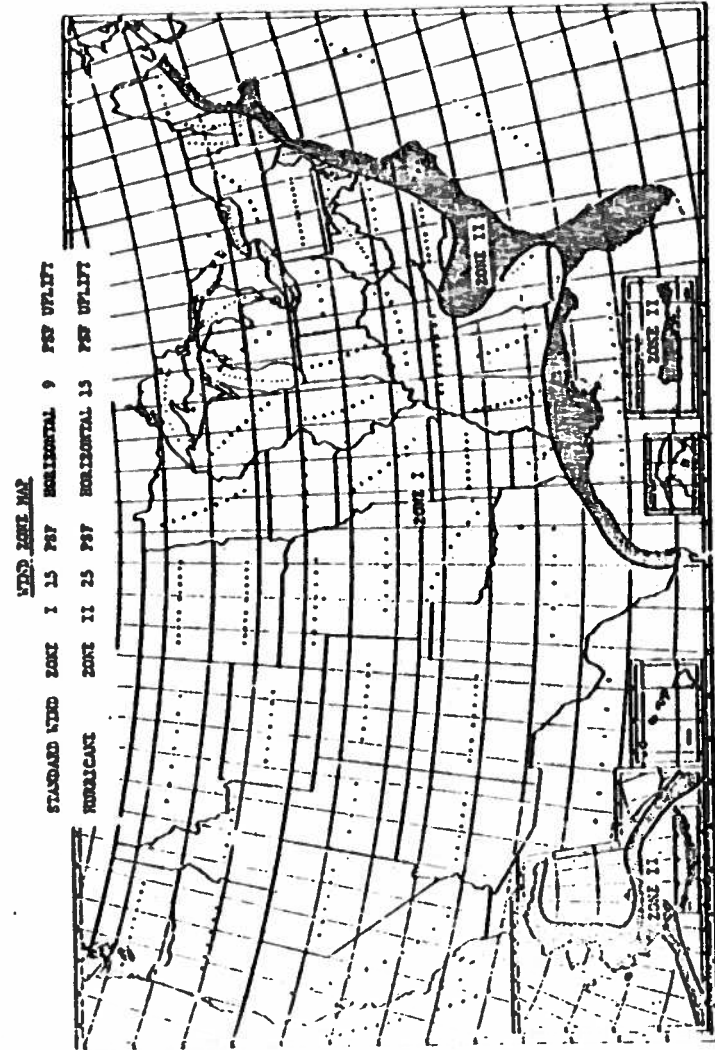 WIND ZONE MAP
STANDARD WIND ZONE I 15 PSF HORIZONTAL 9 PSF UPLIFT
HURRICANE ZONE II 25 PSF HORIZONTAL 15 PSF UPLIFT
ZONE I
ZONE II
ZONE II
ZONE II